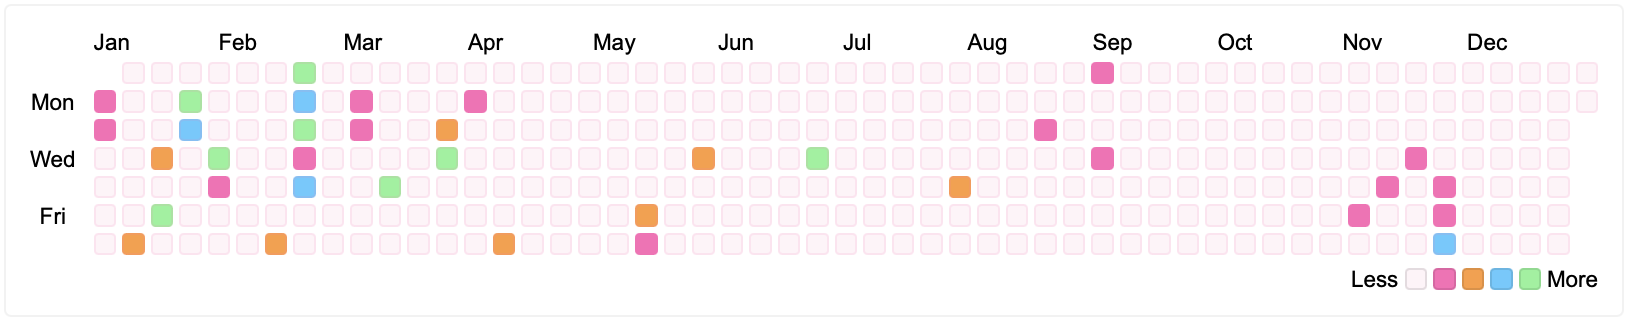 Jan Feb Mar Apr May Jun Jul Aug Sep Oct Nov Dec
Mon
Wed
Fri
Less More